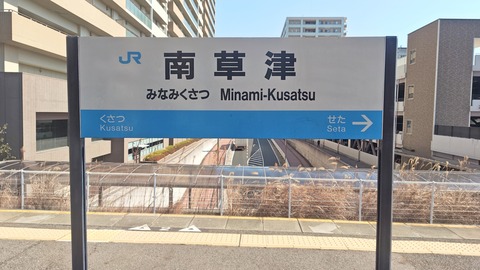 JR
南草津
みなみくさつ Minami-Kusatsu
くさつ せた
Kusatsu Seta →